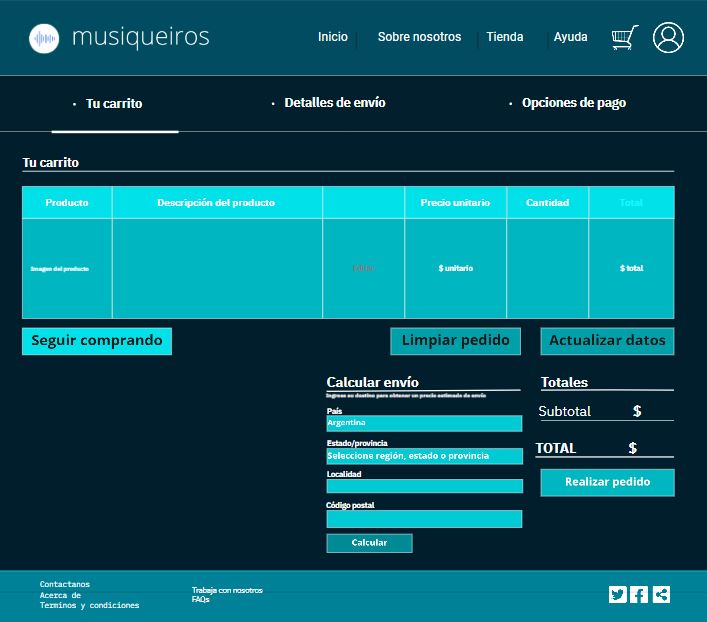 musiqueiros
Inicio Sobre nosotros Tienda Ayuda
• Tu carrito • Detalles de envío • Opciones de pago
Tu carrito
Producto Descripción del producto Precio unitario Cantidad Total
Imagen del producto Editar $ unitario $ total
Seguir comprando Limpiar pedido Actualizar datos
Calcular envío Totales
Ingrese su destino para obtener un precio estimado de envío
País
Argentina
Subtotal $
Estado/provincia
Seleccione región, estado o provincia
TOTAL $
Localidad
Realizar pedido
Código postal
Calcular
Contactanos
Acerca de
Terminos y condiciones
Trabaja con nosotros
FAQs